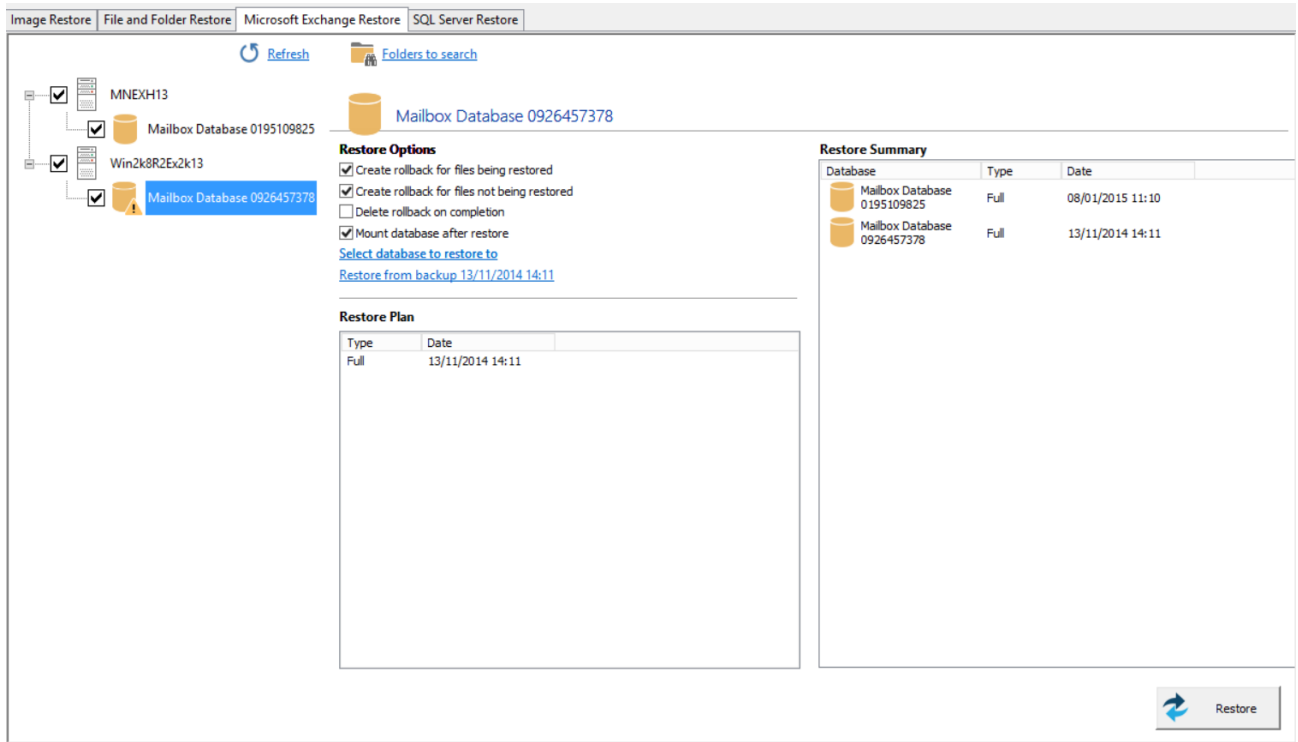 Image Restore File and Folder Restore Microsoft Exchange Restore SQL Server Restore
Refresh Folders to search
MNEXH13
Mailbox Database 0195109825
Win2k8R2Ex2k13
Mailbox Database 0926457378
Mailbox Database 0926457378
Restore Options
Create rollback for files being restored
Create rollback for files not being restored
Delete rollback on completion
Mount database after restore
Select database to restore to
Restore from backup 13/11/2014 14:11
Restore Plan
Type Date
Full 13/11/2014 14:11
Restore Summary
Database Type Date
Mailbox Database
0195109825 Full 08/01/2015 11:10
Mailbox Database
0926457378 Full 13/11/2014 14:11
Restore